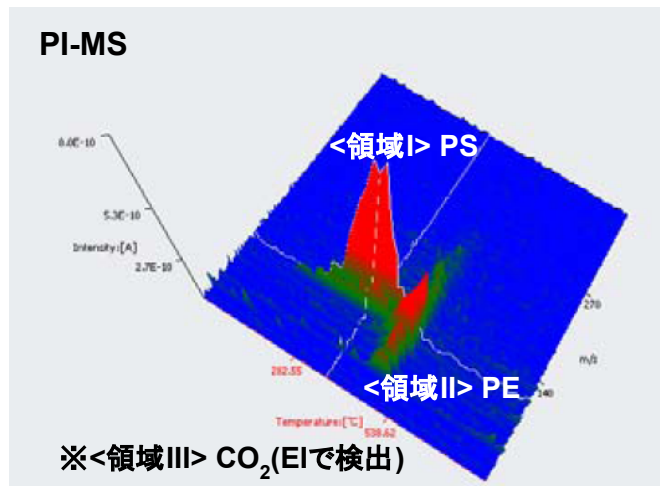 PI-MS
<領域I> PS
8.0E-10
5.3E-10
Intensity:[A]
2.7E-10
270
m/z
282.55
<領域II> PE
140
Temperature:[℃]
538.62
※<領域III> CO2(EIで検出)